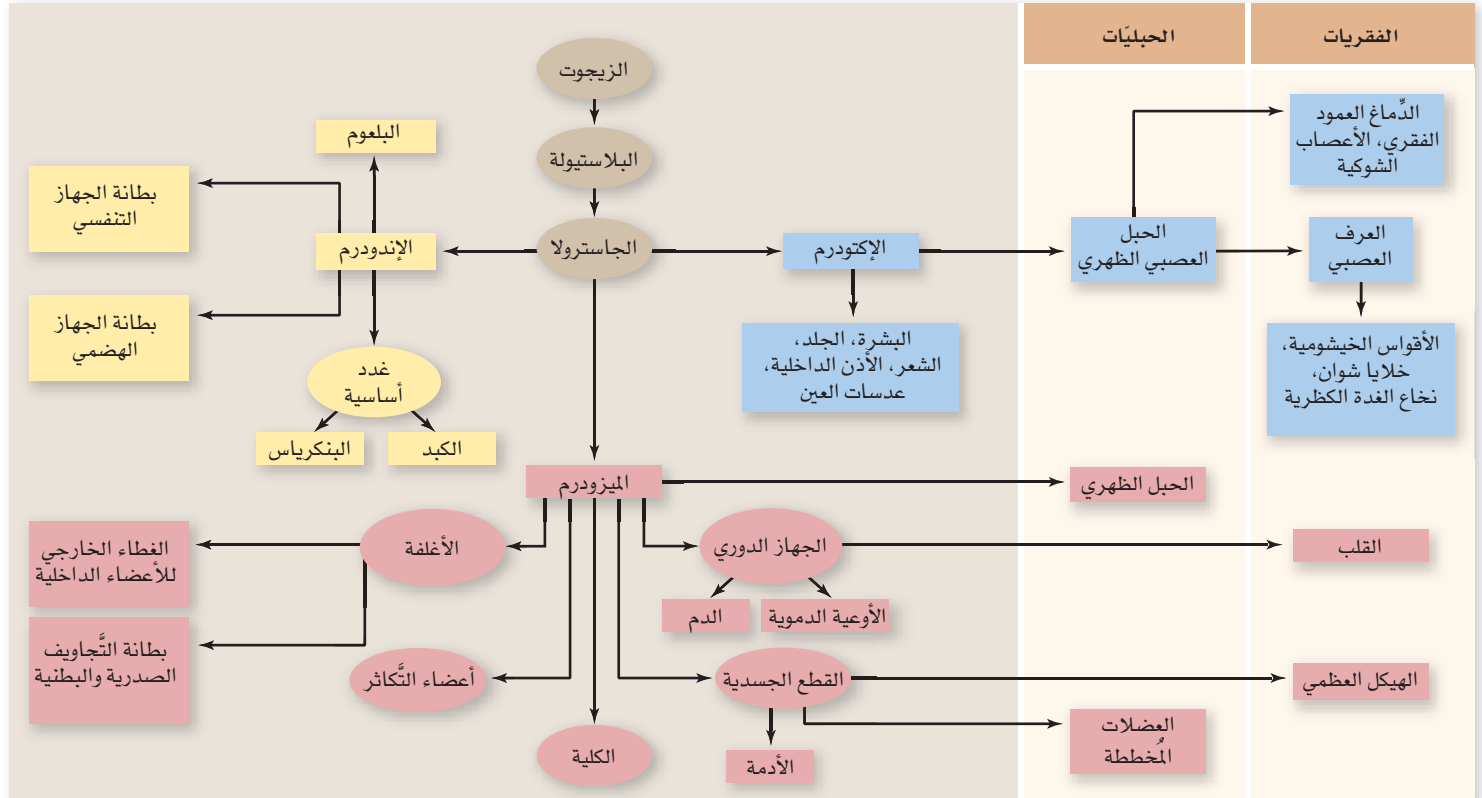 الفقريات
الحبليّات
الزيجوت
البلاستيولة
الجاسترولا
الدِّماغ العمود
الفقري، الأعصاب
الشوكية
العرف
العصبي
الأقواس الخيشومية،
خلايا شوان،
نخاع الغدة الكظرية
الحبل
العصبي الظهري
الإكتودرم
البشرة، الجلد،
الشعر، الأذن الداخلية،
عدسات العين
البلعوم
الإندودرم
بطانة الجهاز
التنفسي
بطانة الجهاز
الهضمي
غدد
أساسية
الكبد
البنكرياس
الميزودرم
الحبل الظهري
القلب
الجهاز الدوري
الأوعية الدموية
الدم
الأغلفة
الغطاء الخارجي
للأعضاء الداخلية
بطانة التَّجاويف
الصدرية والبطنية
الهيكل العظمي
القطع الجسدية
أعضاء التَّكاثر
العضلات
المُخططة
الأدمة
الكلية